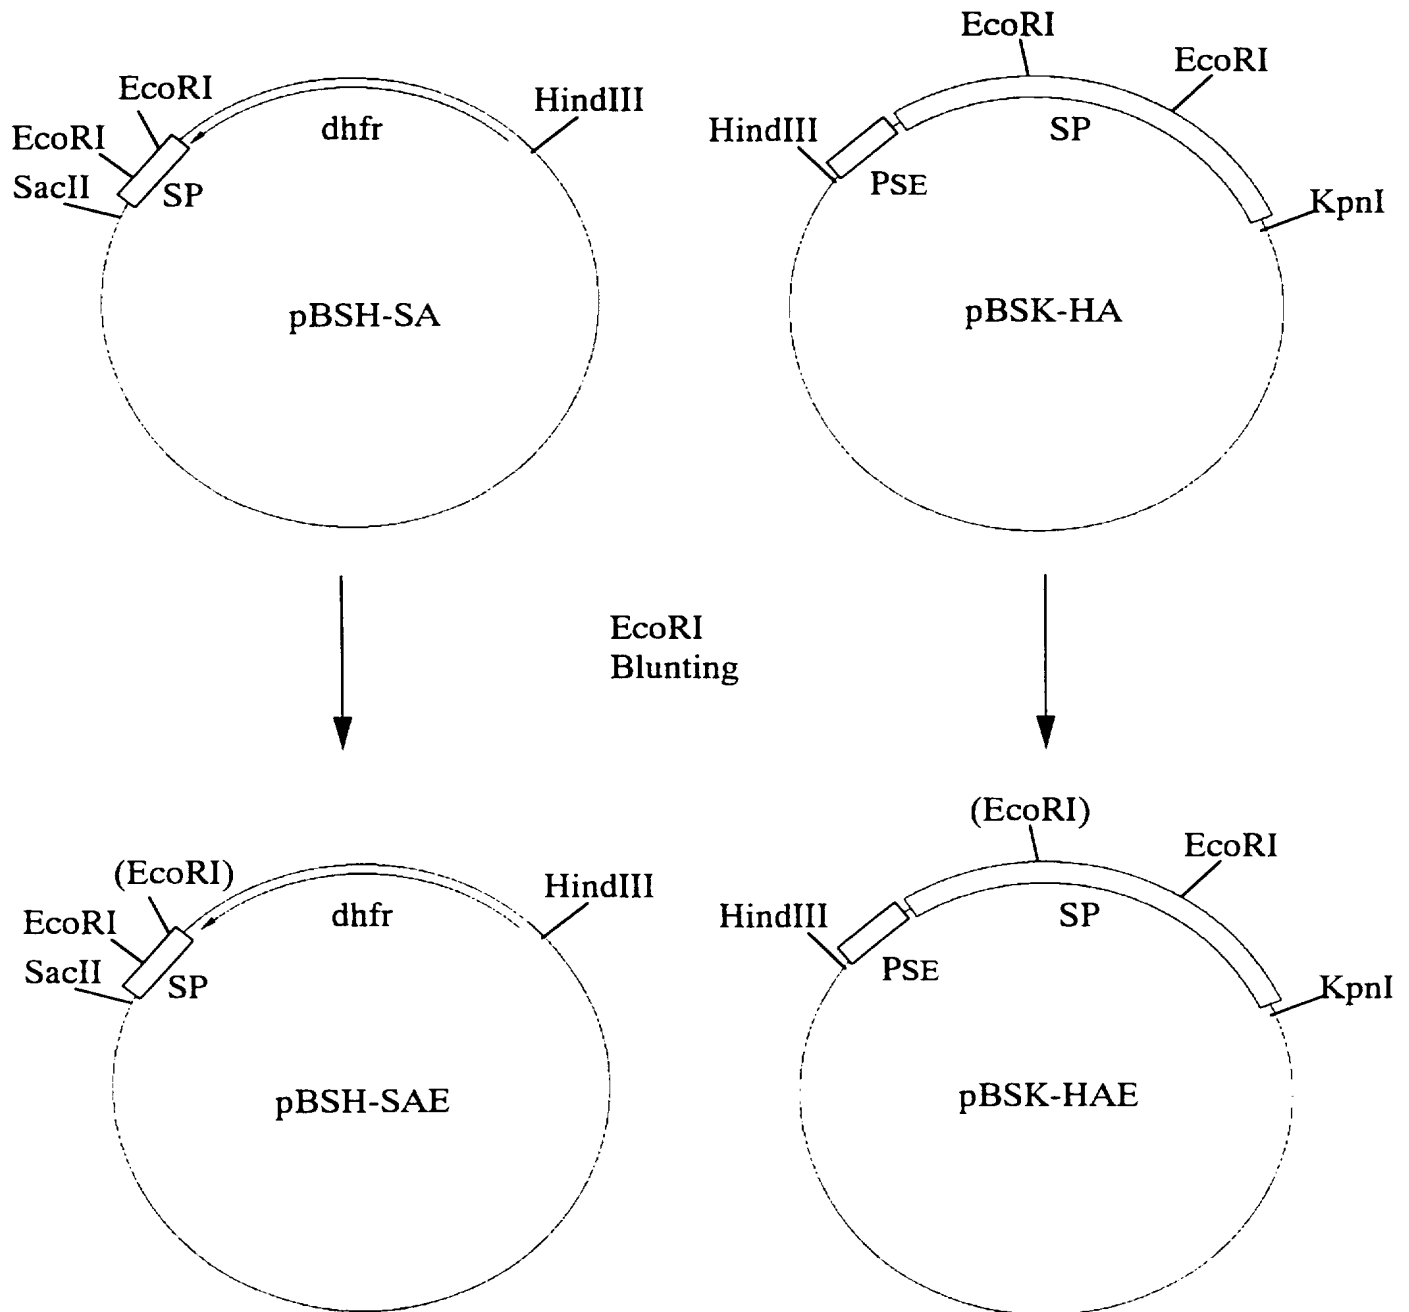 EcoRI
EcoRI
SacII
SP
dhfr
HindIII
pBSH-SA
EcoRI
EcoRI
HindIII
PSE
SP
KpnI
pBSK-HA
EcoRI
Blunting
(EcoRI)
EcoRI
SacII
SP
dhfr
HindIII
pBSH-SAE
(EcoRI)
EcoRI
HindIII
PSE
SP
KpnI
pBSK-HAE